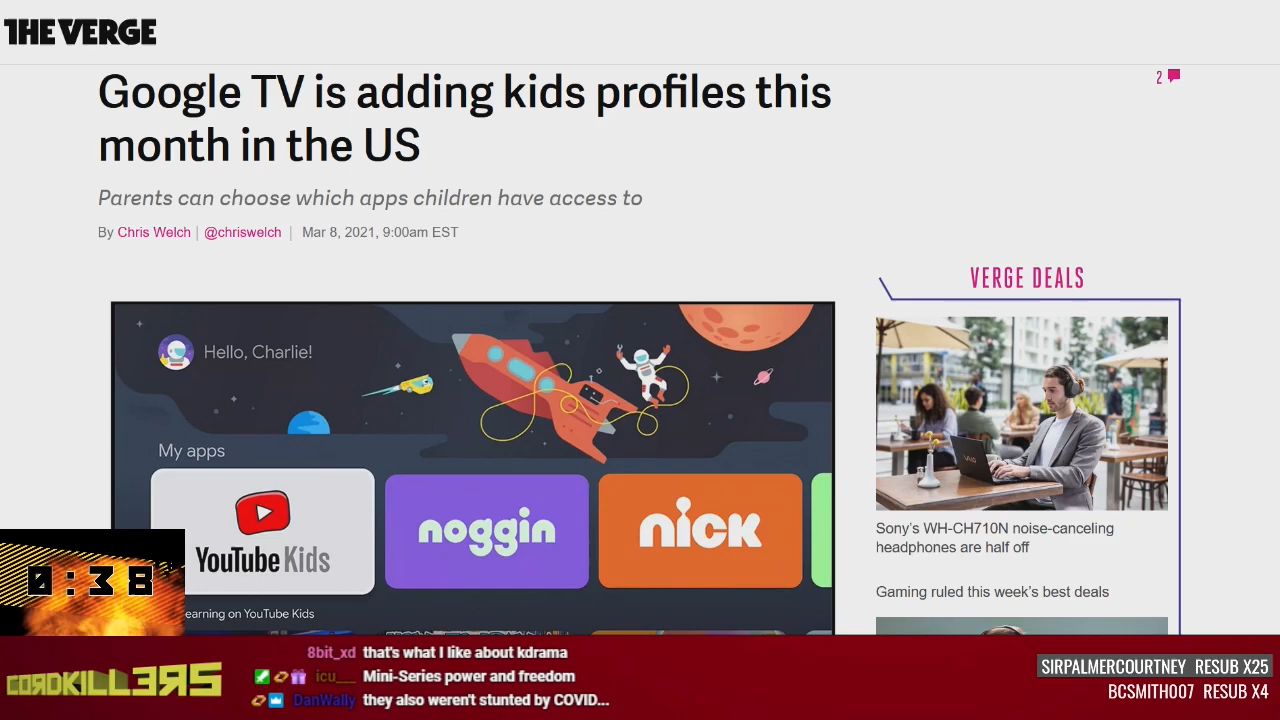 THE VERGE
Google TV is adding kids profiles this
month in the US
2
Parents can choose which apps children have access to
By Chris Welch | @chriswelch | Mar 8, 2021, 9:00am EST
VERGE DEALS
Hello, Charlie!
My apps
YouTube Kids
noggin
nick
earning on YouTube Kids
VAIO
Sony's WH-CH710N noise-canceling
headphones are half off
Gaming ruled this week's best deals
0:38
CORDKILLERS
8bit_xd that's what I like about kdrama
icu__ Mini-Series power and freedom
DanWally they also weren't stunted by COVID...
SIRPALMERCOURTNEY RESUB X25
BCSMITH007 RESUB X4